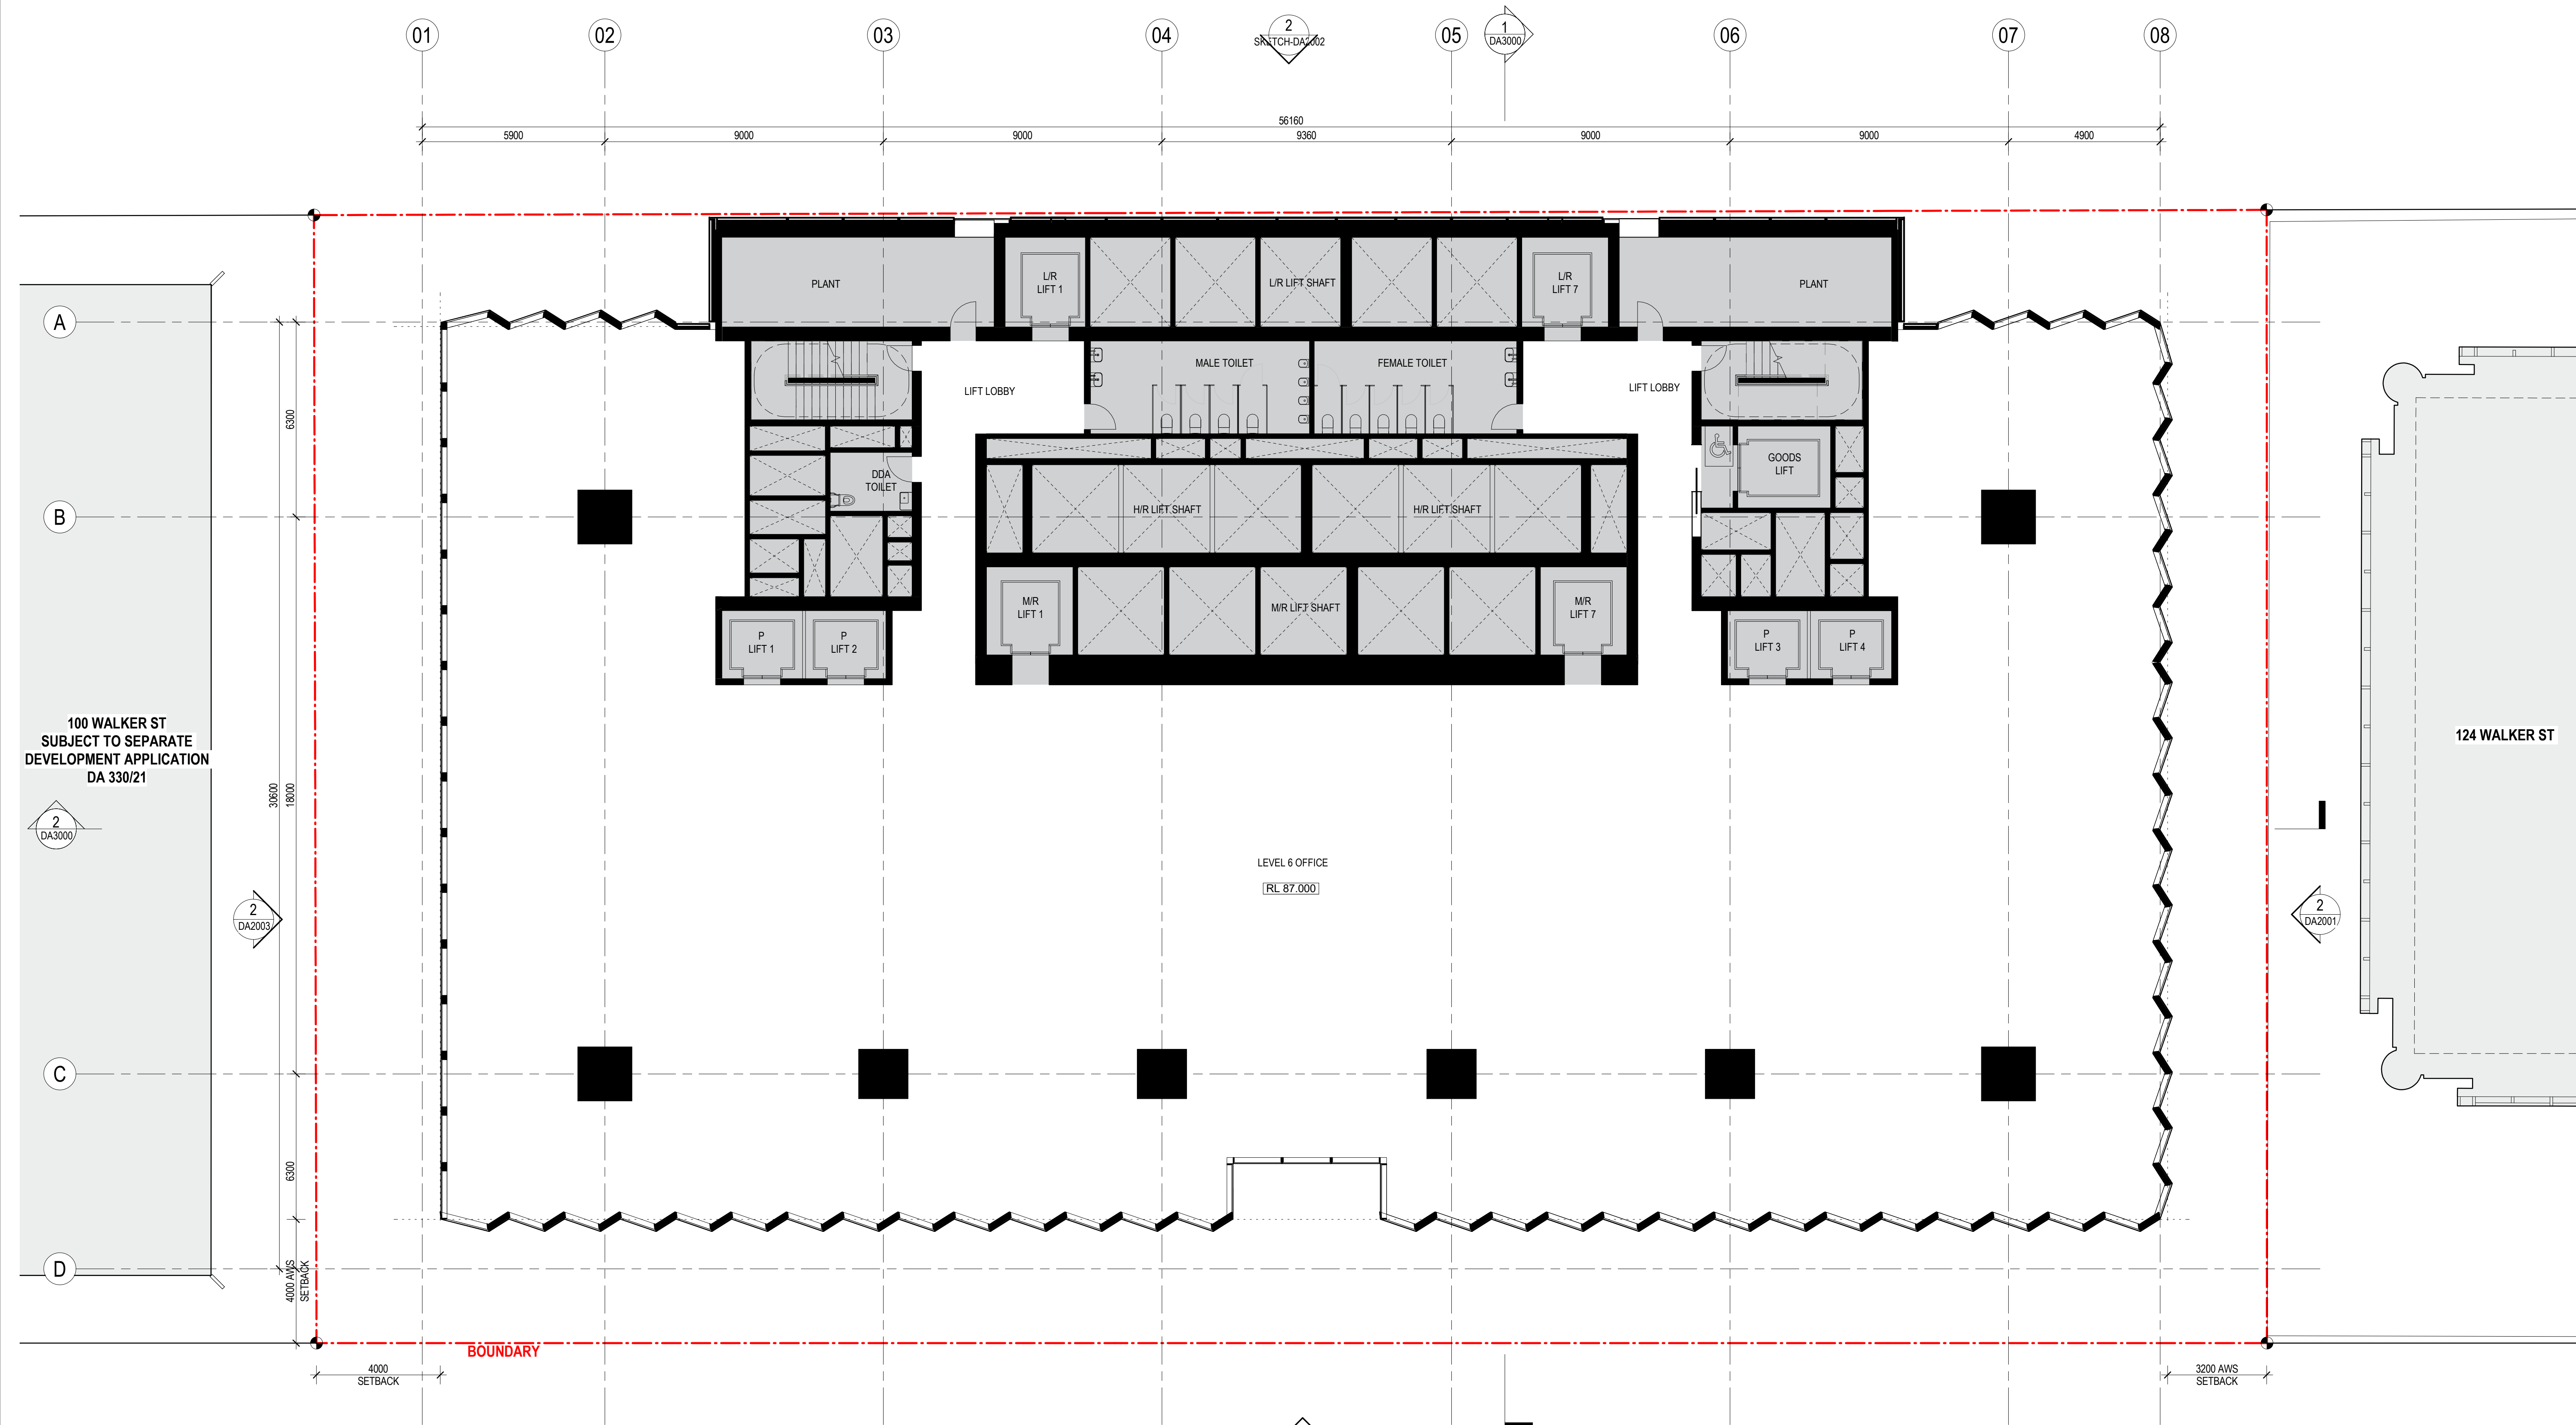 01
02
03
04
2
SKETCH-DA2002
05
1
DA3000
06
07
08
56160
5900
9000
9000
9360
9000
9000
4900
A
B
C
D
6300
30600
18000
6300
4000 AWS
SETBACK
PLANT
L/R
LIFT 1
L/R LIFT SHAFT
L/R
LIFT 7
PLANT
LIFT LOBBY
MALE TOILET
FEMALE TOILET
LIFT LOBBY
DDA
TOILET
GOODS
LIFT
H/R LIFT SHAFT
H/R LIFT SHAFT
M/R
LIFT 1
M/R LIFT SHAFT
M/R
LIFT 7
P
LIFT 1
P
LIFT 2
P
LIFT 3
P
LIFT 4
100 WALKER ST
SUBJECT TO SEPARATE
DEVELOPMENT APPLICATION
DA 330/21
124 WALKER ST
2
DA3000
LEVEL 6 OFFICE
RL 87.000
2
DA2003
2
DA2001
BOUNDARY
4000
SETBACK
3200 AWS
SETBACK